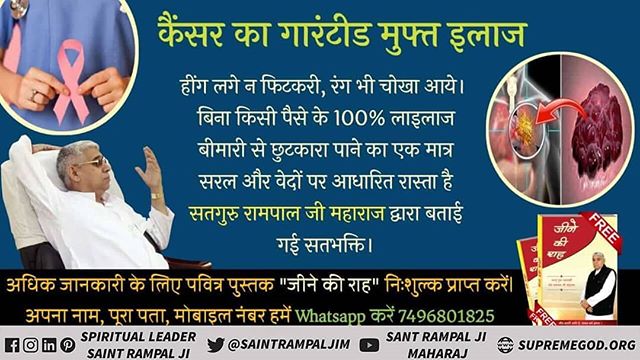 कैंसर का गारंटीड मुफ्त इलाज
हींग लगे न फिटकरी, रंग भी चोखा आये।
बिना किसी पैसे के 100% लाइलाज
बीमारी से छुटकारा पाने का एक मात्र
सरल और वेदों पर आधारित रास्ता है
सतगुरु रामपाल जी महाराज द्वारा बताई
गई सतभक्ति।
FREE
जीने की राह
FREE
अधिक जानकारी के लिए पवित्र पुस्तक "जीने की राह" निःशुल्क प्राप्त करें।
अपना नाम, पूरा पता, मोबाइल नंबर हमें Whatsapp करें 7496801825
SPIRITUAL LEADER
SAINT RAMPAL JI
@SAINTRAMPALJIM
SANT RAMPAL JI
MAHARAJ
SUPREMEGOD.ORG